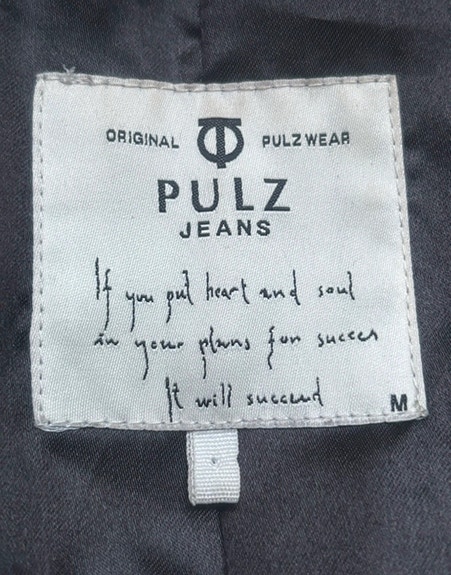 ORIGINAL PULZWEAR
PULZ
JEANS
If you put heart and soul
in your plans for succes
It will succeed
M